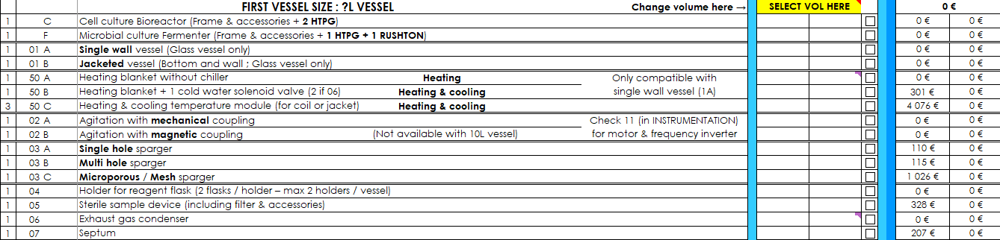 FIRST VESSEL SIZE : ?L VESSEL Change volume here → SELECT VOL HERE 0 €
1 C Cell culture Bioreactor (Frame & accessories + 2 HTPG) 0 € 0 €
1 F Microbial culture Fermenter (Frame & accessories + 1 HTPG + 1 RUSHTON) 0 € 0 €
1 01 A Single wall vessel (Glass vessel only) 0 € 0 €
1 01 B Jacketed vessel (Bottom and wall ; Glass vessel only) 0 € 0 €
1 50 A Heating blanket without chiller Heating Only compatible with 0 € 0 €
1 50 B Heating blanket + 1 cold water solenoid valve (2 if 06) Heating & cooling single wall vessel (1A) 301 € 0 €
3 50 C Heating & cooling temperature module (for coil or jacket) Heating & cooling 4 076 € 0 €
1 02 A Agitation with mechanical coupling Check 11 (in INSTRUMENTATION) 0 € 0 €
1 02 B Agitation with magnetic coupling (Not available with 10L vessel) for motor & frequency inverter 0 € 0 €
1 03 A Single hole sparger 110 € 0 €
1 03 B Multi hole sparger 115 € 0 €
1 03 C Microporous / Mesh sparger 1 026 € 0 €
1 04 Holder for reagent flask (2 flasks / holder – max 2 holders / vessel) 0 € 0 €
1 05 Sterile sample device (including filter & accessories) 328 € 0 €
1 06 Exhaust gas condenser 0 € 0 €
1 07 Septum 207 € 0 €